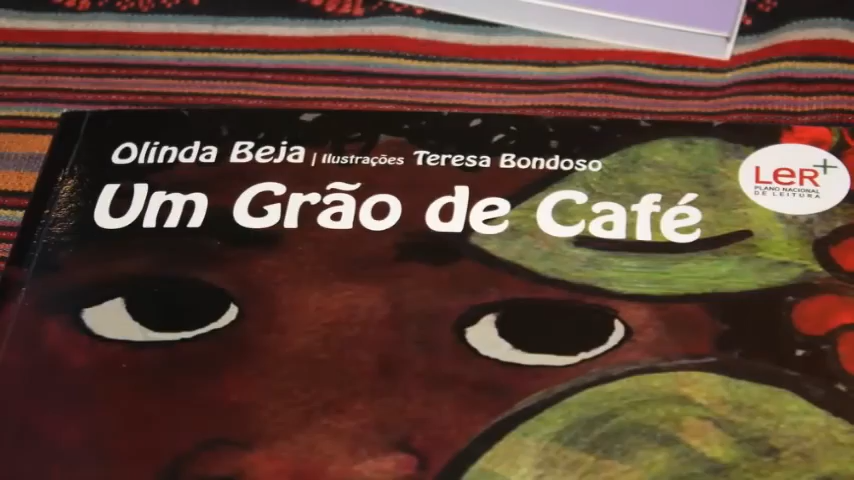 Olinda Beja | Ilustrações Teresa Bondoso
Um Grão de Café
LeR+
PLANO NACIONAL
DE LEITURA